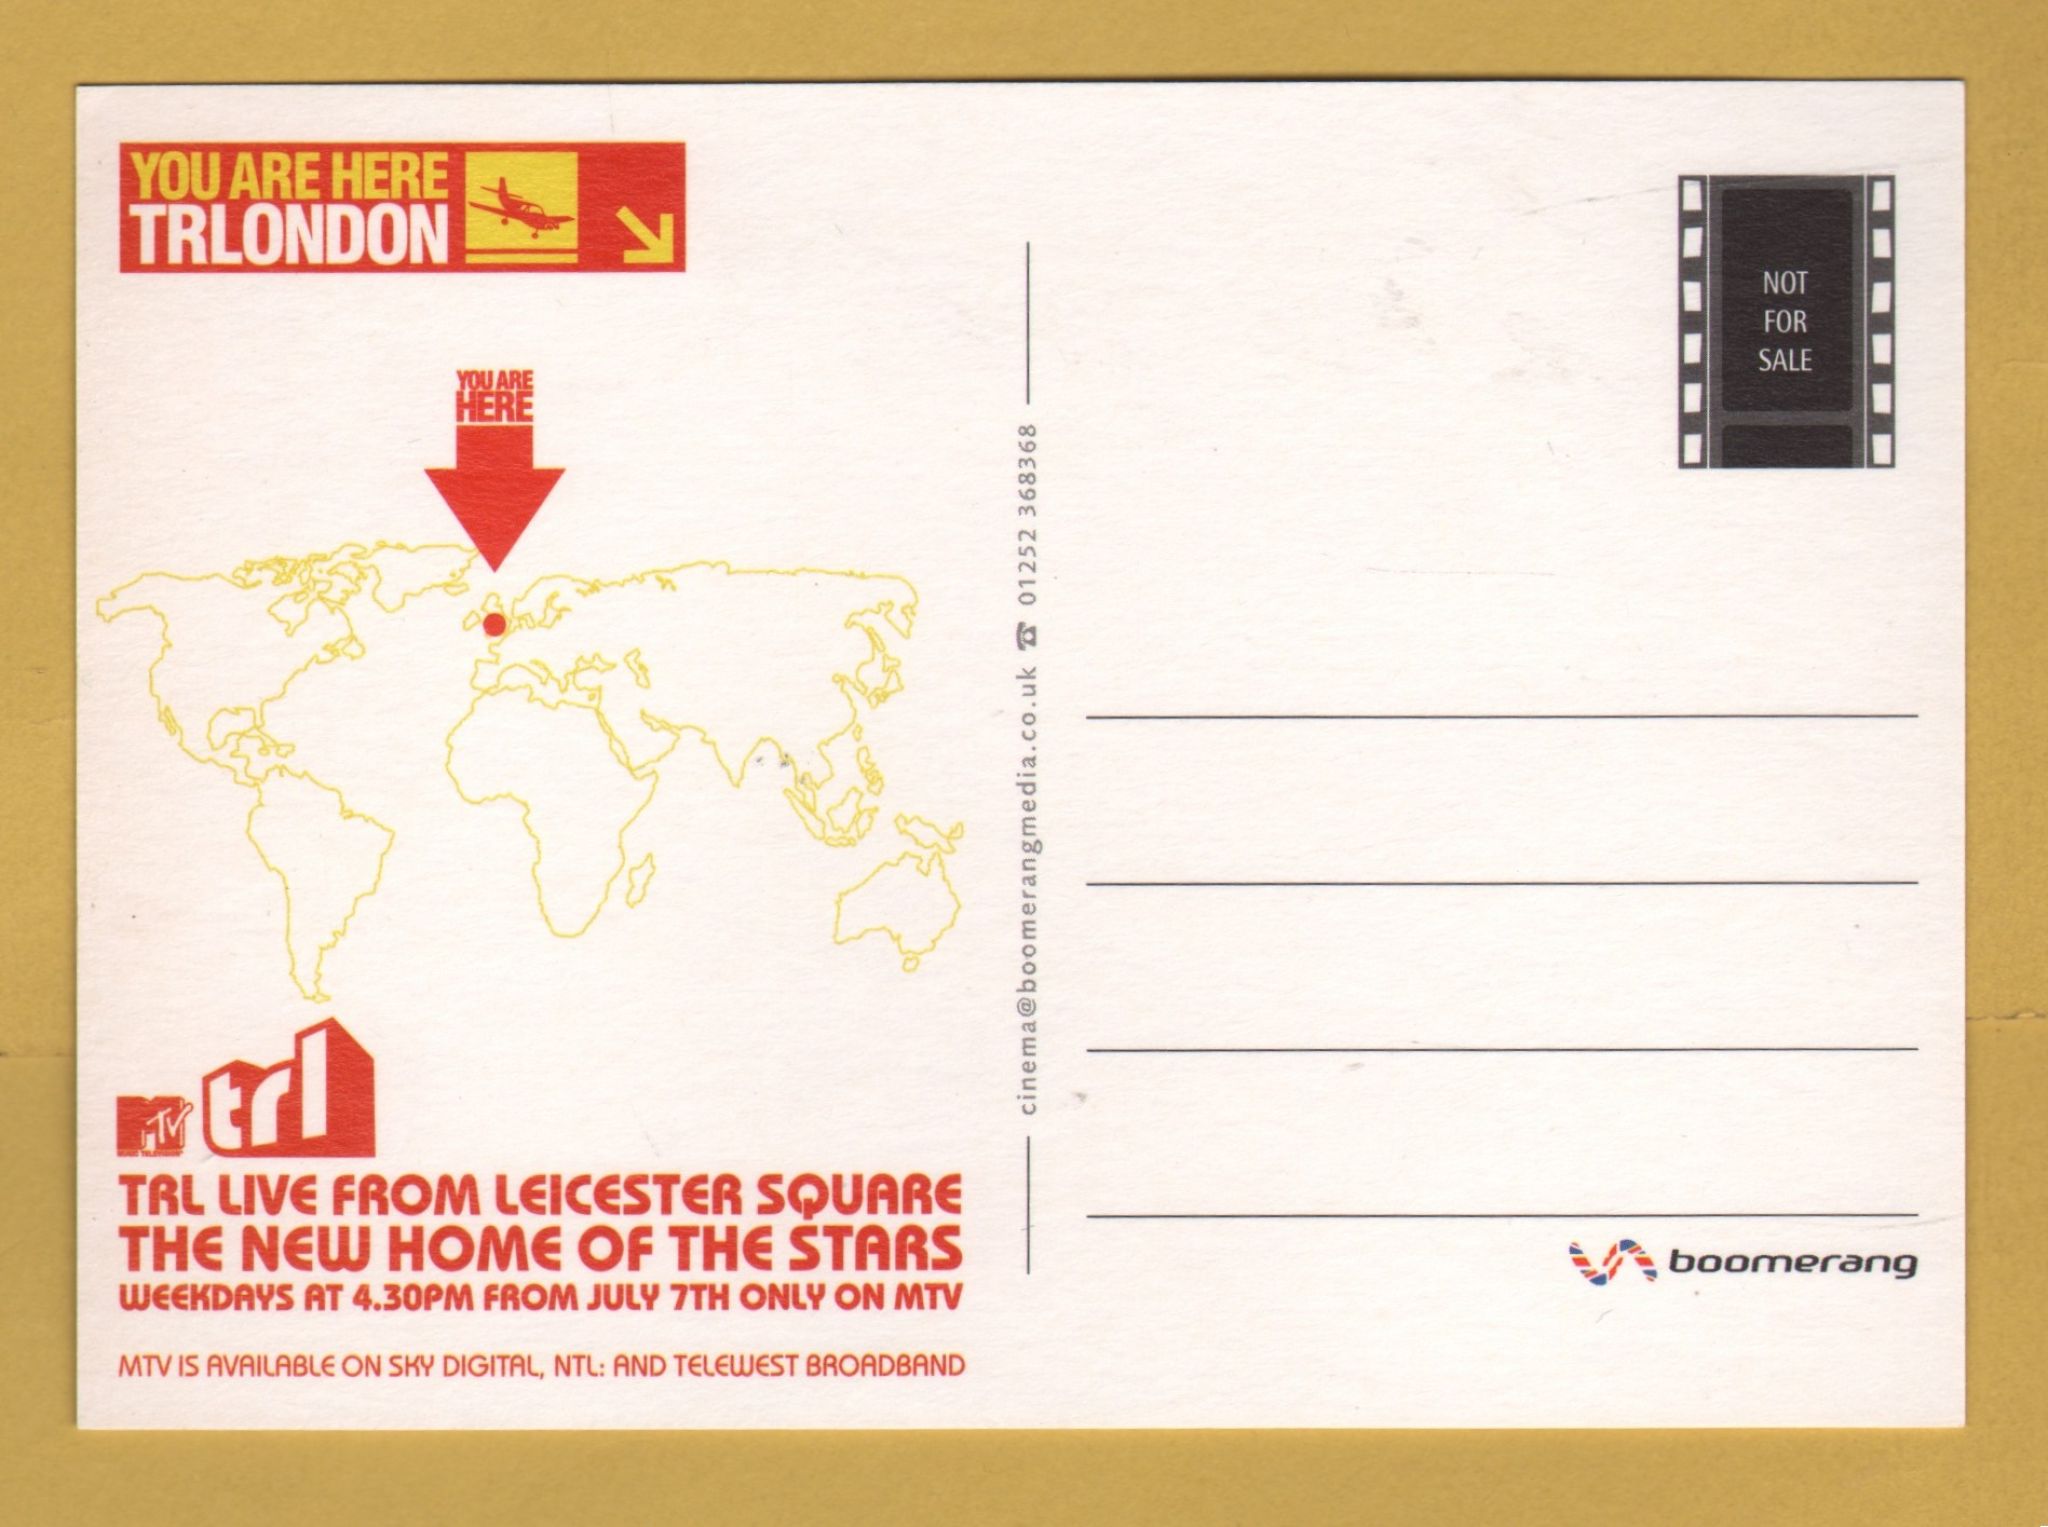 YOU ARE HERE
TRLONDON
YOU ARE
HERE
MTV
MUSIC TELEVISION
trl
TRL LIVE FROM LEICESTER SQUARE
THE NEW HOME OF THE STARS
WEEKDAYS AT 4.30PM FROM JULY 7TH ONLY ON MTV
MTV IS AVAILABLE ON SKY DIGITAL, NTL: AND TELEWEST BROADBAND
cinema@boomerangmedia.co.uk ☎ 01252 368368
NOT
FOR
SALE
boomerang